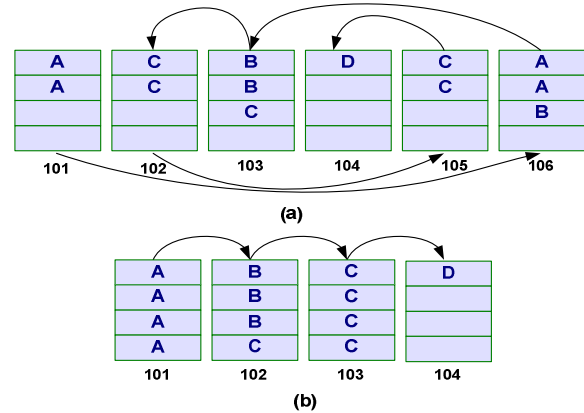 A C B D C A
A C B C A
C B
101 102 103 104 105 106
(a)
A B C D
A B C
A B C
A C C
101 102 103 104
(b)